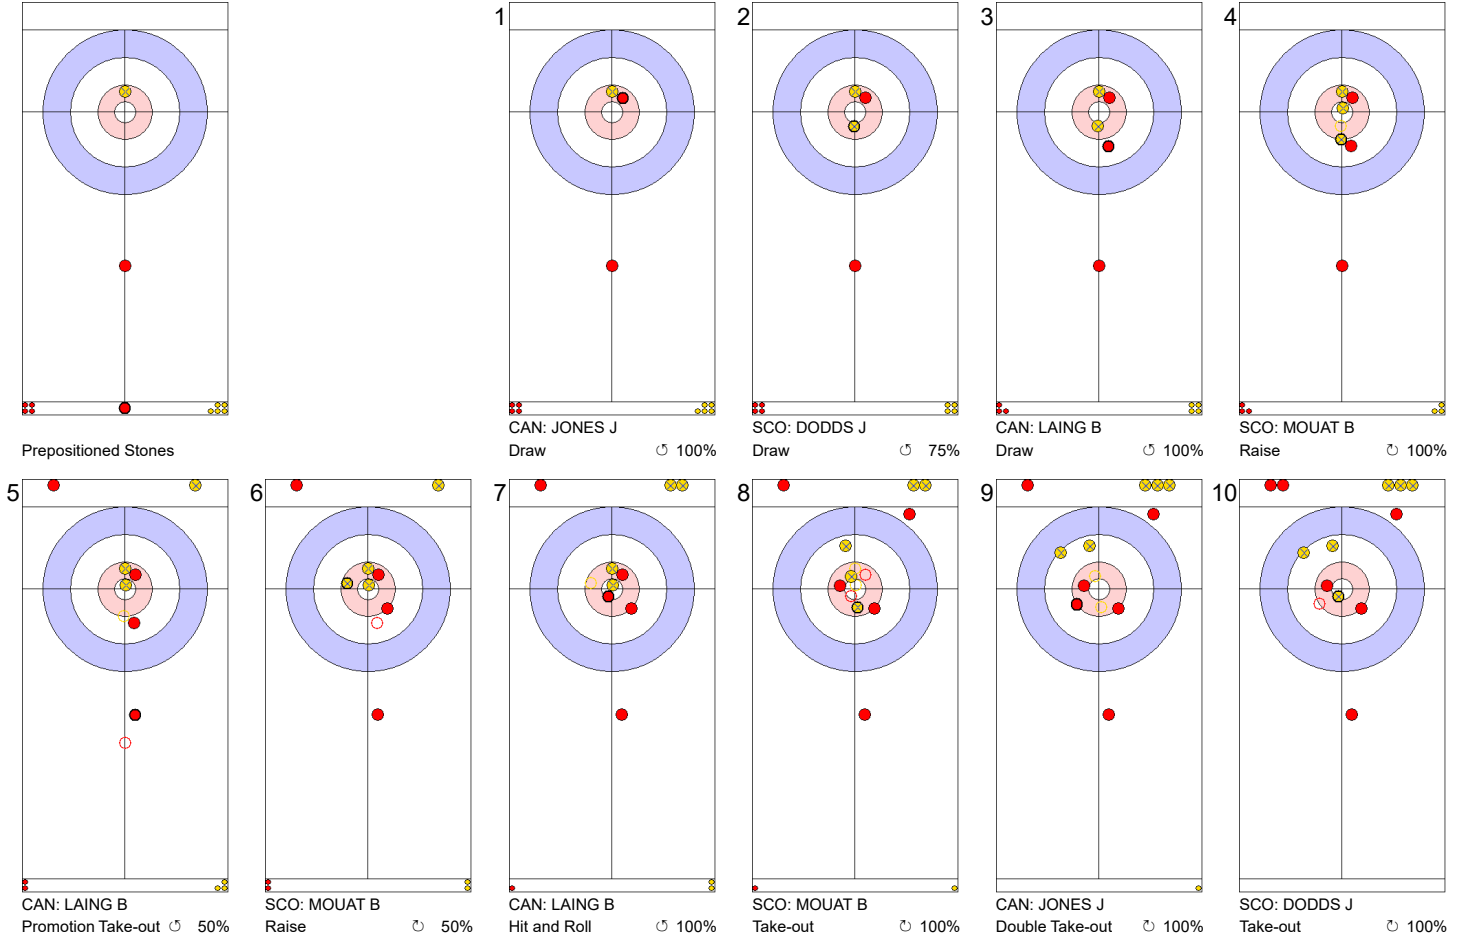 1
2
3
4
Prepositioned Stones
CAN: JONES J
Draw ↺ 100%
SCO: DODDS J
Draw ↺ 75%
CAN: LAING B
Draw ↺ 100%
SCO: MOUAT B
Raise ↻ 100%
5
6
7
8
9
10
CAN: LAING B
Promotion Take-out ↺ 50%
SCO: MOUAT B
Raise ↻ 50%
CAN: LAING B
Hit and Roll ↺ 100%
SCO: MOUAT B
Take-out ↻ 100%
CAN: JONES J
Double Take-out ↻ 100%
SCO: DODDS J
Take-out ↻ 100%